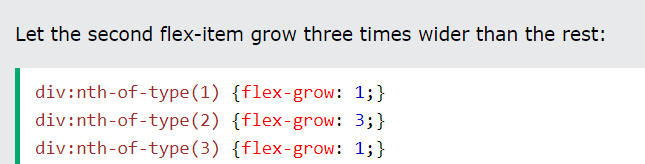 Let the second flex-item grow three times wider than the rest:
div:nth-of-type(1) {flex-grow: 1;}
div:nth-of-type(2) {flex-grow: 3;}
div:nth-of-type(3) {flex-grow: 1;}